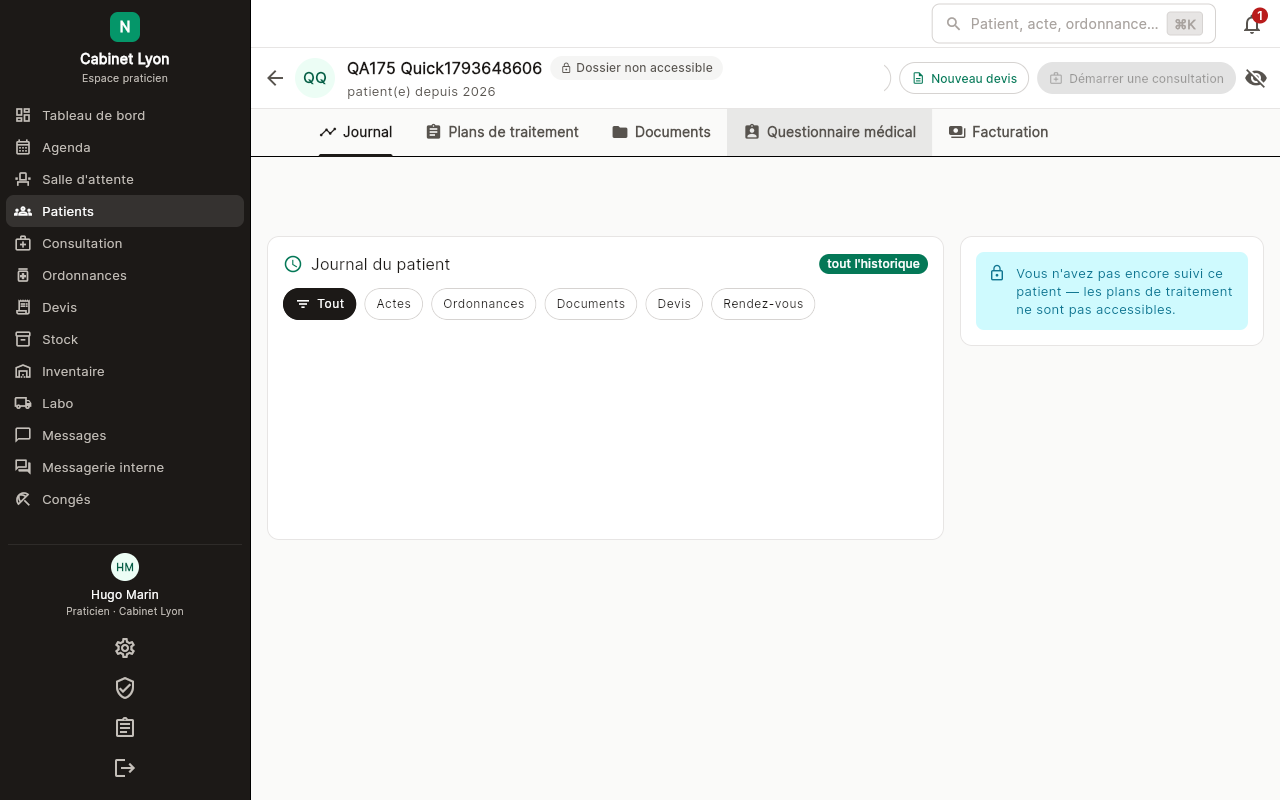 N
Cabinet Lyon
Espace praticien
Tableau de bord
Agenda
Salle d'attente
Patients
Consultation
Ordonnances
Devis
Stock
Inventaire
Labo
Messages
Messagerie interne
Congés
HM
Hugo Marin
Praticien · Cabinet Lyon
Patient, acte, ordonnance... ⌘K
1
QQ
QA175 Quick1793648606
Dossier non accessible
patient(e) depuis 2026
Nouveau devis
Démarrer une consultation
Journal
Plans de traitement
Documents
Questionnaire médical
Facturation
Journal du patient
tout l'historique
Tout
Actes
Ordonnances
Documents
Devis
Rendez-vous
Vous n'avez pas encore suivi ce
patient — les plans de traitement
ne sont pas accessibles.